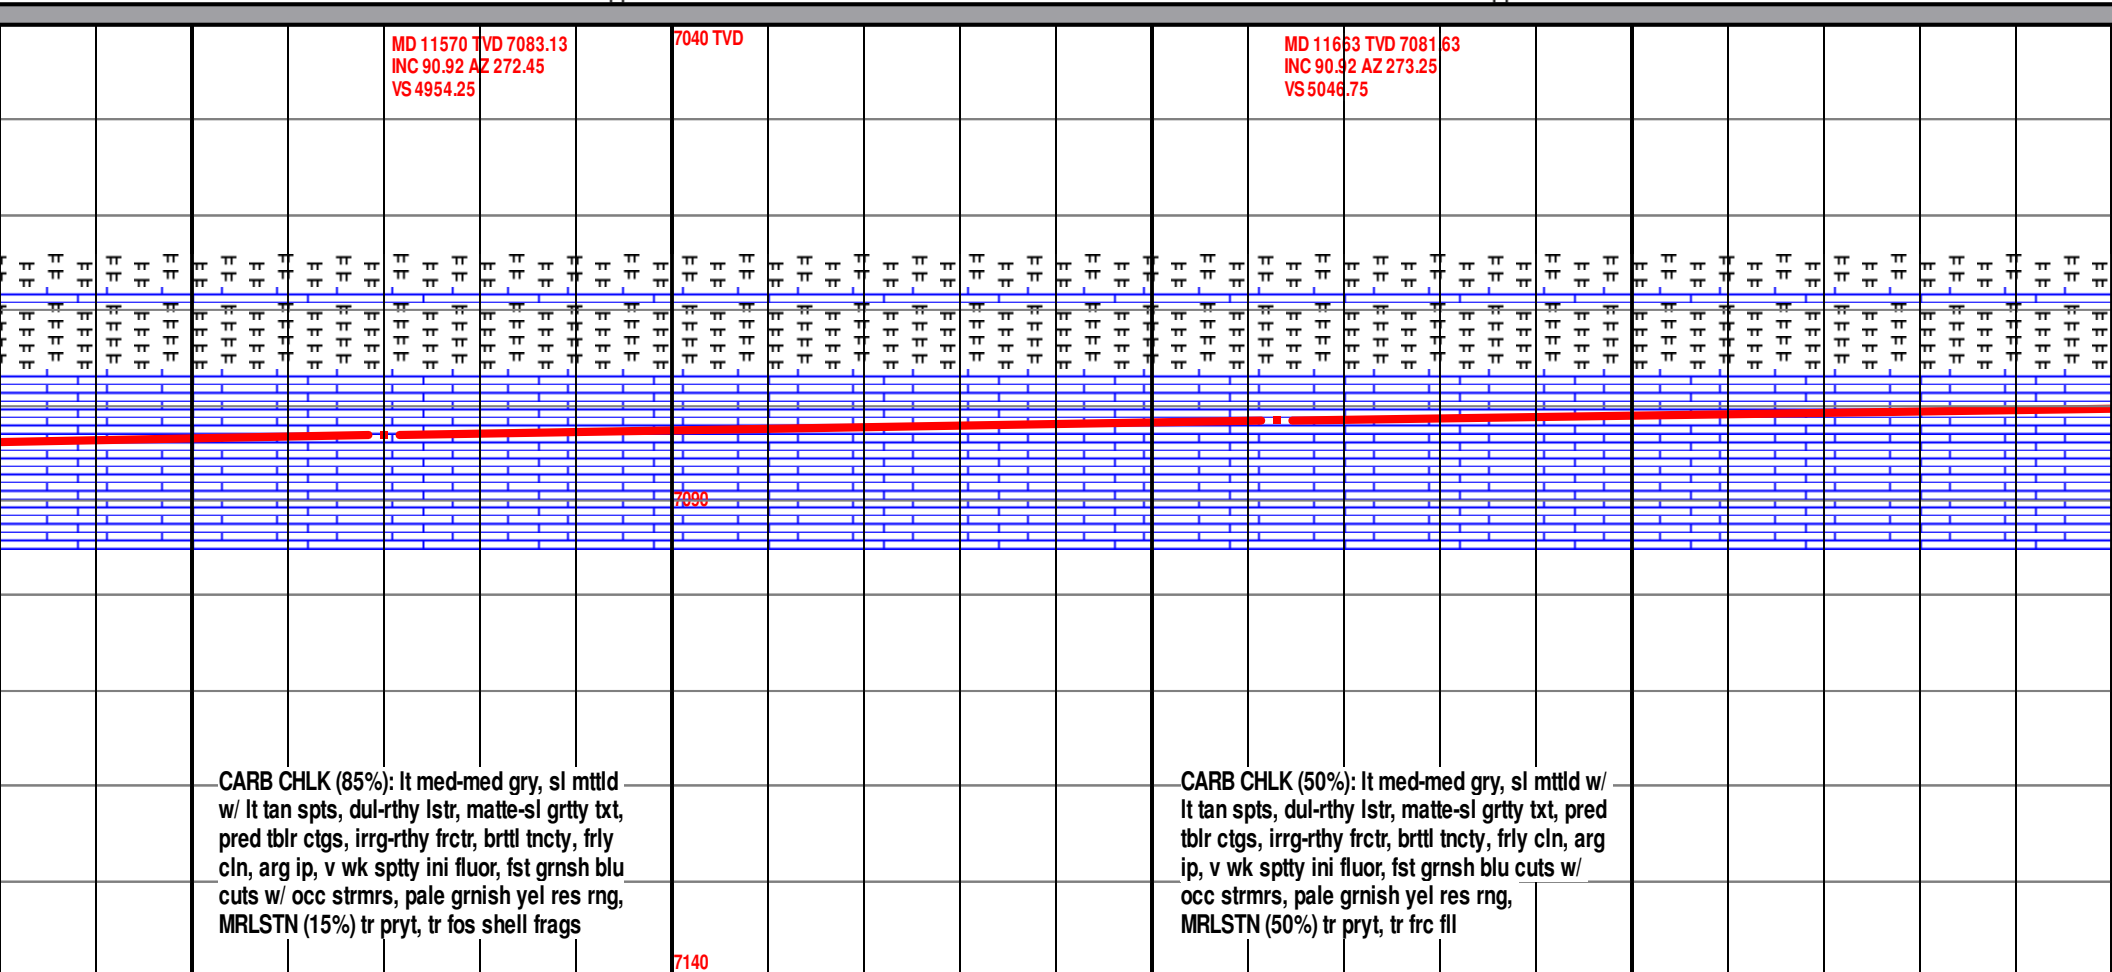 MD 11570 TVD 7083.13
INC 90.92 AZ 272.45
VS 4954.25
7040 TVD
MD 11663 TVD 7081.63
INC 90.92 AZ 273.25
VS 5046.75
7090
CARB CHLK (85%): lt med-med gry, sl mttld
w/ lt tan spts, dul-rthy lstr, matte-sl grtty txt,
pred tblr ctgs, irrg-rthy frctr, brttl tncty, frly
cln, arg ip, v wk sptty ini fluor, fst grnsh blu
cuts w/ occ strmrs, pale grnish yel res rng,
MRLSTN (15%) tr pryt, tr fos shell frags
CARB CHLK (50%): lt med-med gry, sl mttld w/
lt tan spts, dul-rthy lstr, matte-sl grtty txt, pred
tblr ctgs, irrg-rthy frctr, brttl tncty, frly cln, arg
ip, v wk sptty ini fluor, fst grnsh blu cuts w/
occ strmrs, pale grnish yel res rng,
MRLSTN (50%) tr pryt, tr frc fll
7140